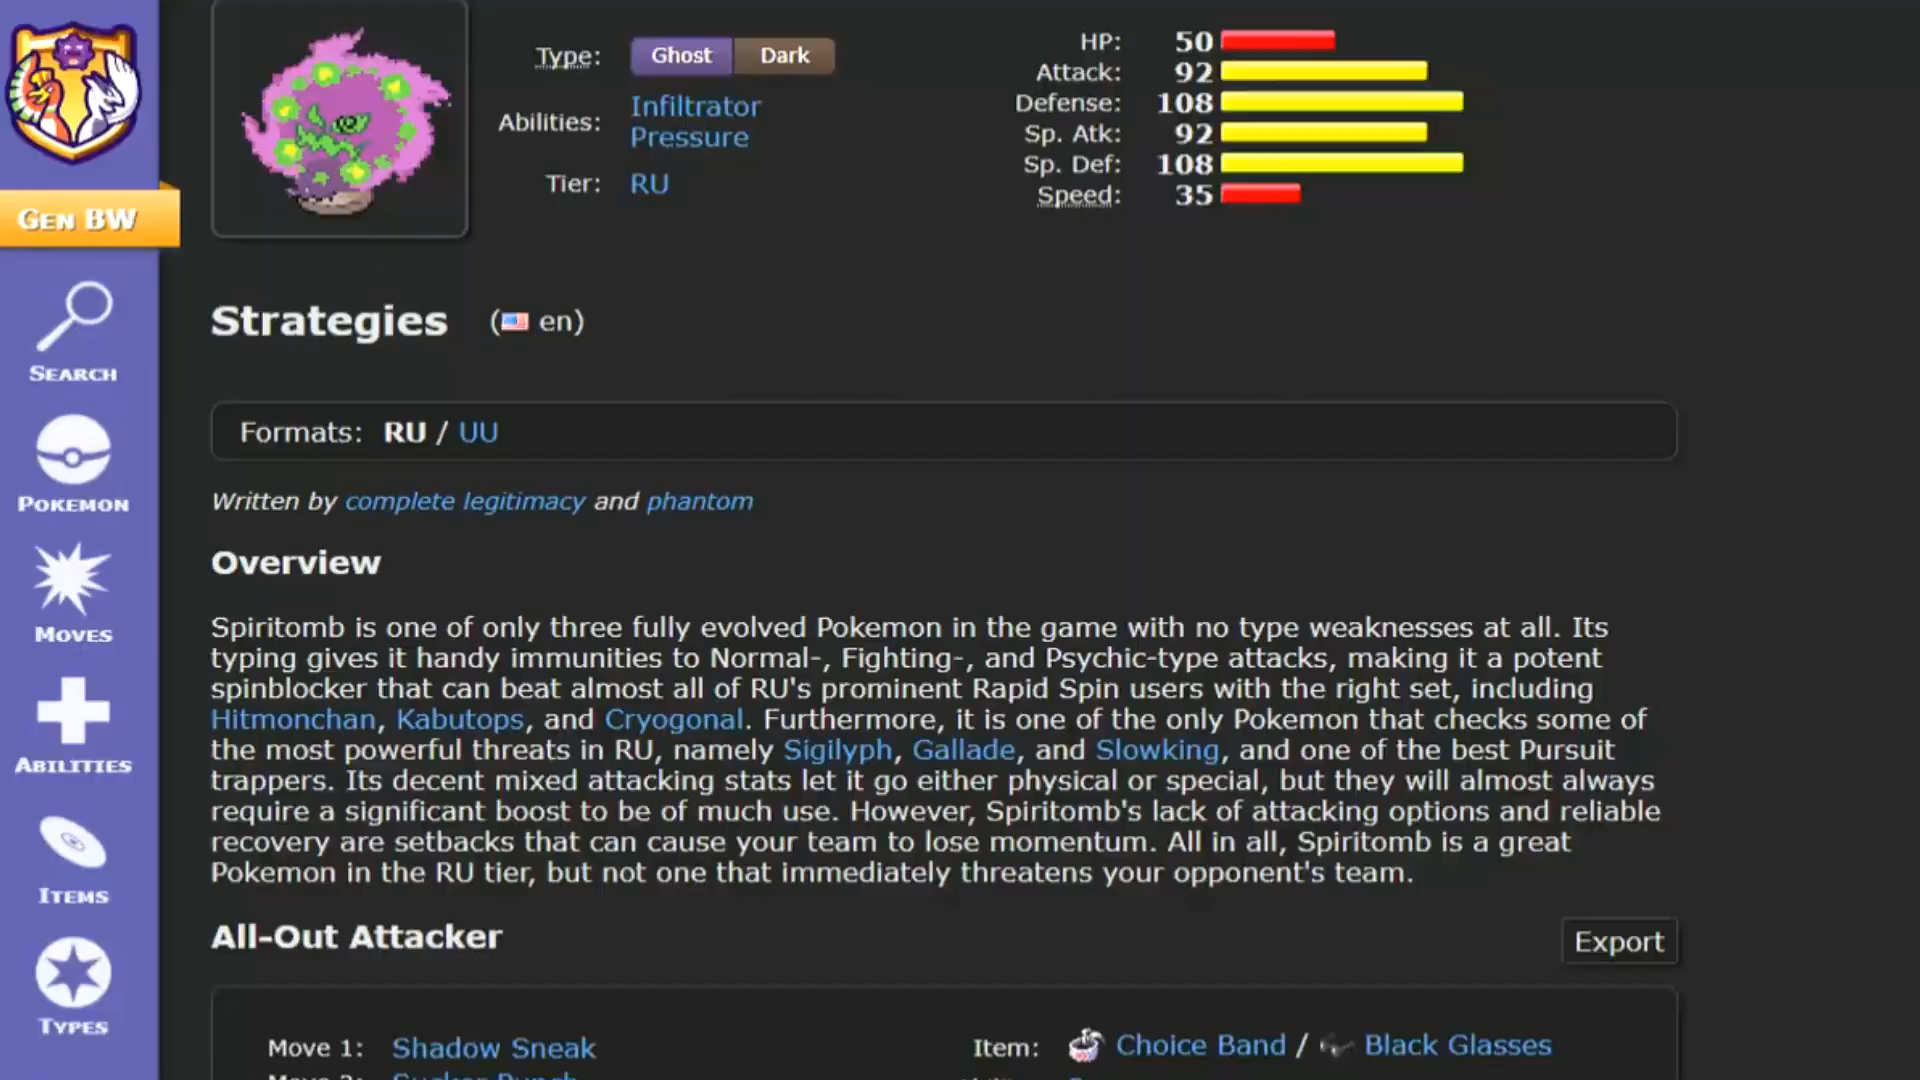 Type: Ghost Dark
Abilities: Infiltrator
Pressure
Tier: RU
HP: 50
Attack: 92
Defense: 108
Sp. Atk: 92
Sp. Def: 108
Speed: 35
GEN BW
SEARCH
POKEMON
MOVES
ABILITIES
ITEMS
TYPES
Strategies (en)
Formats: RU / UU
Written by complete legitimacy and phantom
Overview
Spiritomb is one of only three fully evolved Pokemon in the game with no type weaknesses at all. Its
typing gives it handy immunities to Normal-, Fighting-, and Psychic-type attacks, making it a potent
spinblocker that can beat almost all of RU's prominent Rapid Spin users with the right set, including
Hitmonchan, Kabutops, and Cryogonal. Furthermore, it is one of the only Pokemon that checks some of
the most powerful threats in RU, namely Sigilyph, Gallade, and Slowking, and one of the best Pursuit
trappers. Its decent mixed attacking stats let it go either physical or special, but they will almost always
require a significant boost to be of much use. However, Spiritomb's lack of attacking options and reliable
recovery are setbacks that can cause your team to lose momentum. All in all, Spiritomb is a great
Pokemon in the RU tier, but not one that immediately threatens your opponent's team.
All-Out Attacker
Export
Move 1: Shadow Sneak
Item: Choice Band / Black Glasses
Move 2: Sucker Punch